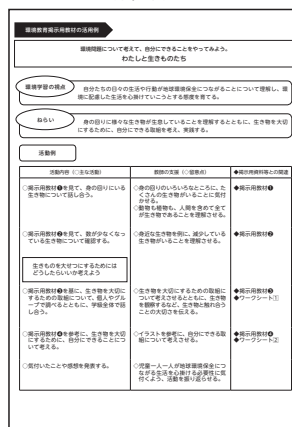 環境教育掲示用教材の活用例
環境問題について考えて、自分にできることをやってみよう。
わたしと生きものたち
環境学習の視点
自分たちの日々の生活や行動が地球環境保全につながることについて理解し、環
境に配慮した生活を心掛けていこうとする態度を育てる。
ねらい
身の回りに様々な生き物が生息していることを理解するとともに、生き物を大切
にするために、自分にできる取組を考え、実践する。
活動例
活動内容（○主な活動）
教師の支援（○留意点）
◆掲示用資料等との関連
○掲示用教材❶を見て、身の回りにいる
生き物について話し合う。
○身の回りのいろいろなところに、た
くさんの生き物がいることに気付
かせる。
○動物も植物も、人間を含めて全て
が生き物であることを理解させる。
◆掲示用教材❶
○掲示用教材❷を見て、数が少なくなっ
ている生き物について確認する。
○身近な生き物を例に、減少している
生き物がいることを理解させる。
◆掲示用教材❷
生きものを大せつにするためには
どうしたらいいか考えよう
○掲示用教材❸を基に、生き物を大切に
するための取組について、個人やグルー
プで調べるとともに、学級全体で話
し合う。
○生き物を大切にするための取組に
ついて考えさせるとともに、生き物
を観察するなど、生き物と触れ合う
ことの大切さを伝える。
◆掲示用教材❸
◆ワークシート①
○掲示用教材❹を参考に、生き物を大切
にするために、自分にできることにつ
いて考える。
○イラストを参考に、自分にできる取
組について考えさせる。
◆掲示用教材❹
◆ワークシート②
○気付いたことや感想を発表する。
○児童一人一人が地球環境保全につ
ながる生活を心掛ける必要性に気
付くよう、活動を振り返らせる。